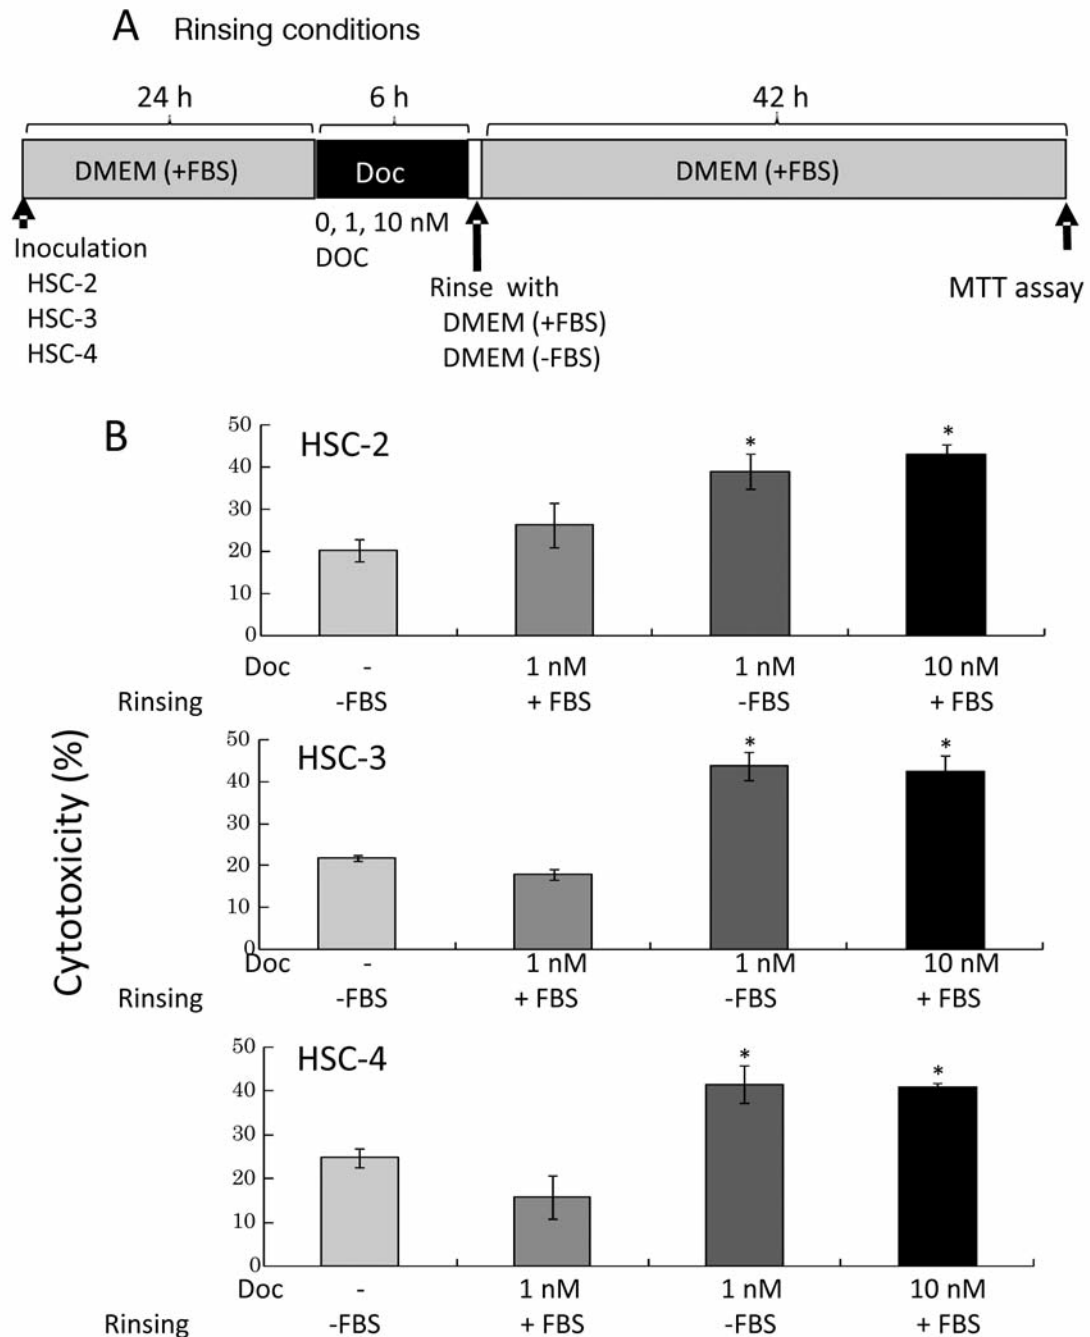 A Rinsing conditions
24 h 6 h 42 h
DMEM (+FBS) Doc DMEM (+FBS)
0, 1, 10 nM
DOC
Inoculation
HSC-2
HSC-3
HSC-4
Rinse with
DMEM (+FBS)
DMEM (-FBS)
MTT assay
B
Cytotoxicity (%)
HSC-2
50
40
30
20
10
0
* *
Doc - 1 nM 1 nM 10 nM
Rinsing -FBS + FBS -FBS + FBS
HSC-3
50
40
30
20
10
0
* *
Doc - 1 nM 1 nM 10 nM
Rinsing -FBS + FBS -FBS + FBS
HSC-4
50
40
30
20
10
0
* *
Doc - 1 nM 1 nM 10 nM
Rinsing -FBS + FBS -FBS + FBS